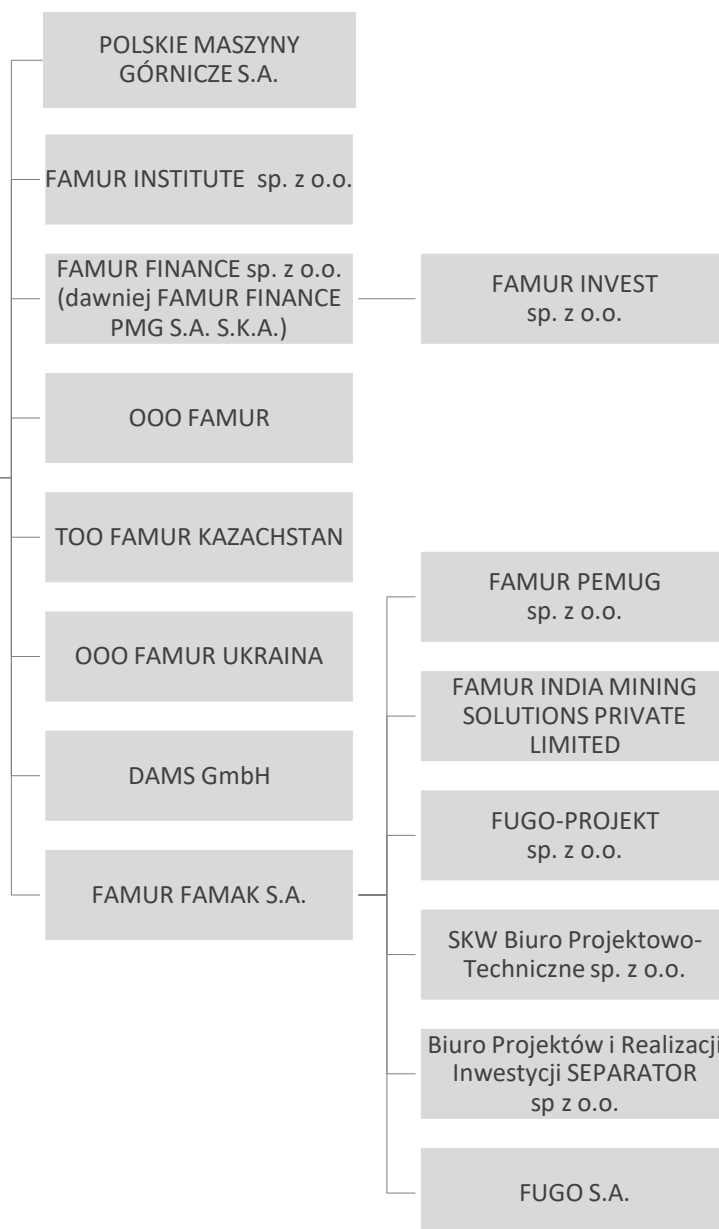 POLSKIE MASZYNY
GÓRNICZE S.A.
FAMUR INSTITUTE sp. z o.o.
FAMUR FINANCE sp. z o.o.
(dawniej FAMUR FINANCE
PMG S.A. S.K.A.)
FAMUR INVEST
sp. z o.o.
OOO FAMUR
TOO FAMUR KAZACHSTAN
OOO FAMUR UKRAINA
DAMS GmbH
FAMUR FAMAK S.A.
FAMUR PEMUG
sp. z o.o.
FAMUR INDIA MINING
SOLUTIONS PRIVATE
LIMITED
FUGO-PROJEKT
sp. z o.o.
SKW Biuro Projektowo-
Techniczne sp. z o.o.
Biuro Projektów i Realizacji
Inwestycji SEPARATOR
sp z o.o.
FUGO S.A.